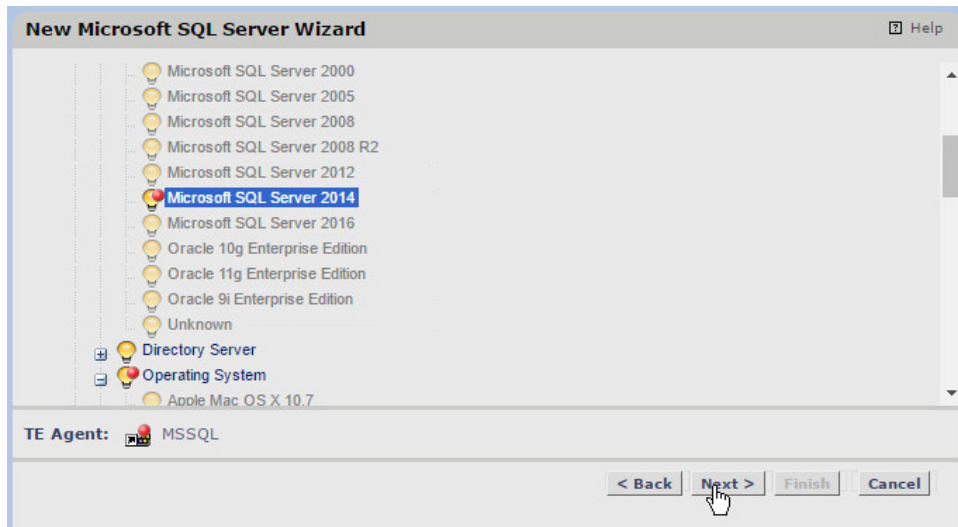 New Microsoft SQL Server Wizard
? Help
Microsoft SQL Server 2000
Microsoft SQL Server 2005
Microsoft SQL Server 2008
Microsoft SQL Server 2008 R2
Microsoft SQL Server 2012
Microsoft SQL Server 2014
Microsoft SQL Server 2016
Oracle 10g Enterprise Edition
Oracle 11g Enterprise Edition
Oracle 9i Enterprise Edition
Unknown
Directory Server
Operating System
Apple Mac OS X 10.7
TE Agent: MSSQL
< Back Next > Finish Cancel